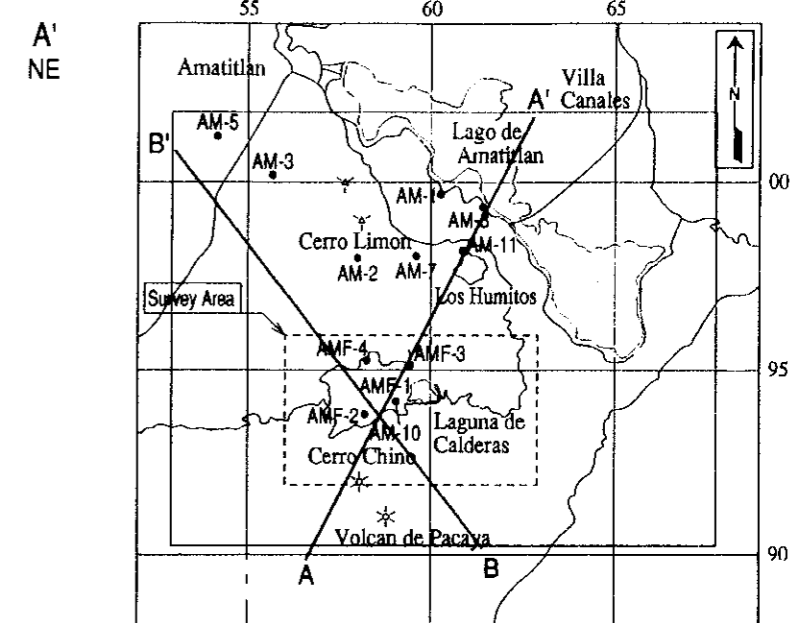 55 60 65
A'
NE
N
Amatitlan
Villa
Canales
A'
AM-5
Lago de
Amatitlan
B'
AM-3
00
AM-1
AM-8
Cerro Limon
AM-11
AM-2
AM-7
Los Humitos
Survey Area
AMF-4
AMF-3
95
AMF-1
AMF-2
Laguna de
Calderas
AM-10
Cerro Chino
Volcan de Pacaya
90
A
B